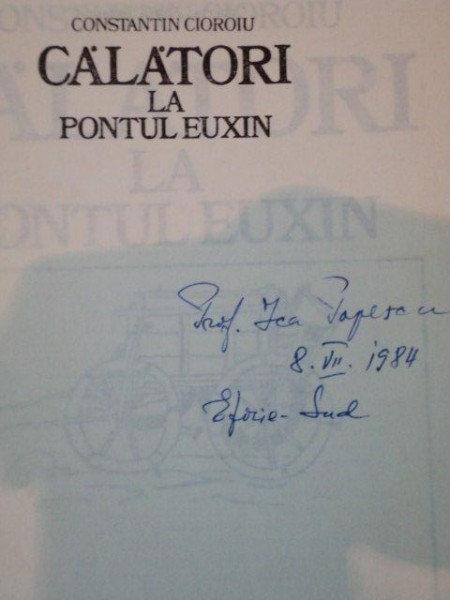 CONSTANTIN CIOROIU
CĂLĂTORI
LA
PONTUL EUXIN
Prof. Ica Popescu
8. VII. 1984
Eforie-Sud